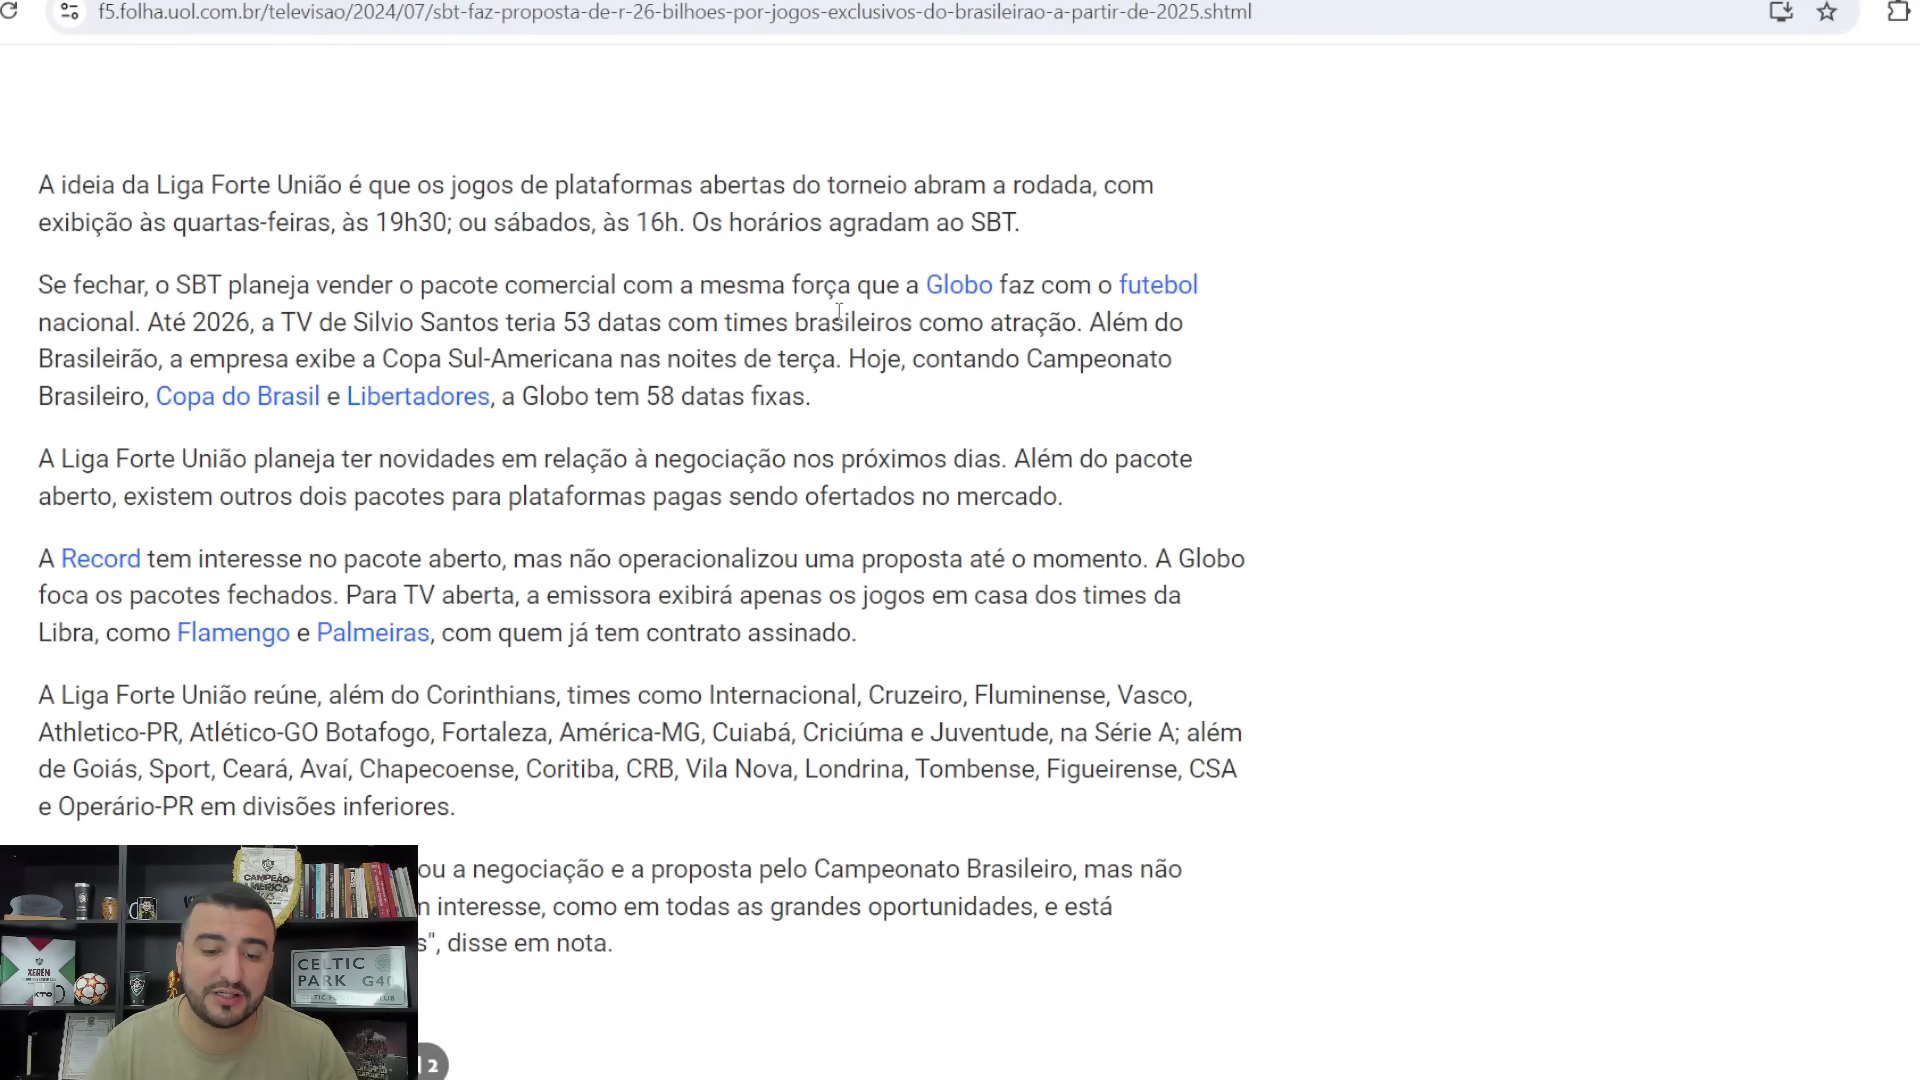 f5.folha.uol.com.br/televisao/2024/07/sbt-faz-proposta-de-r-26-bilhoes-por-jogos-exclusivos-do-brasileirao-a-partir-de-2025.shtml
A ideia da Liga Forte União é que os jogos de plataformas abertas do torneio abram a rodada, com
exibição às quartas-feiras, às 19h30; ou sábados, às 16h. Os horários agradam ao SBT.
Se fechar, o SBT planeja vender o pacote comercial com a mesma força que a Globo faz com o futebol
nacional. Até 2026, a TV de Silvio Santos teria 53 datas com times brasileiros como atração. Além do
Brasileirão, a empresa exibe a Copa Sul-Americana nas noites de terça. Hoje, contando Campeonato
Brasileiro, Copa do Brasil e Libertadores, a Globo tem 58 datas fixas.
A Liga Forte União planeja ter novidades em relação à negociação nos próximos dias. Além do pacote
aberto, existem outros dois pacotes para plataformas pagas sendo ofertados no mercado.
A Record tem interesse no pacote aberto, mas não operacionalizou uma proposta até o momento. A Globo
foca os pacotes fechados. Para TV aberta, a emissora exibirá apenas os jogos em casa dos times da
Libra, como Flamengo e Palmeiras, com quem já tem contrato assinado.
A Liga Forte União reúne, além do Corinthians, times como Internacional, Cruzeiro, Fluminense, Vasco,
Athletico-PR, Atlético-GO Botafogo, Fortaleza, América-MG, Cuiabá, Criciúma e Juventude, na Série A; além
de Goiás, Sport, Ceará, Avaí, Chapecoense, Coritiba, CRB, Vila Nova, Londrina, Tombense, Figueirense, CSA
e Operário-PR em divisões inferiores.
ou a negociação e a proposta pelo Campeonato Brasileiro, mas não
interesse, como em todas as grandes oportunidades, e está
s", disse em nota.
CAMPEÃO
AMÉRICA
XERÉM
KTO
CELTIC
PARK G40
2